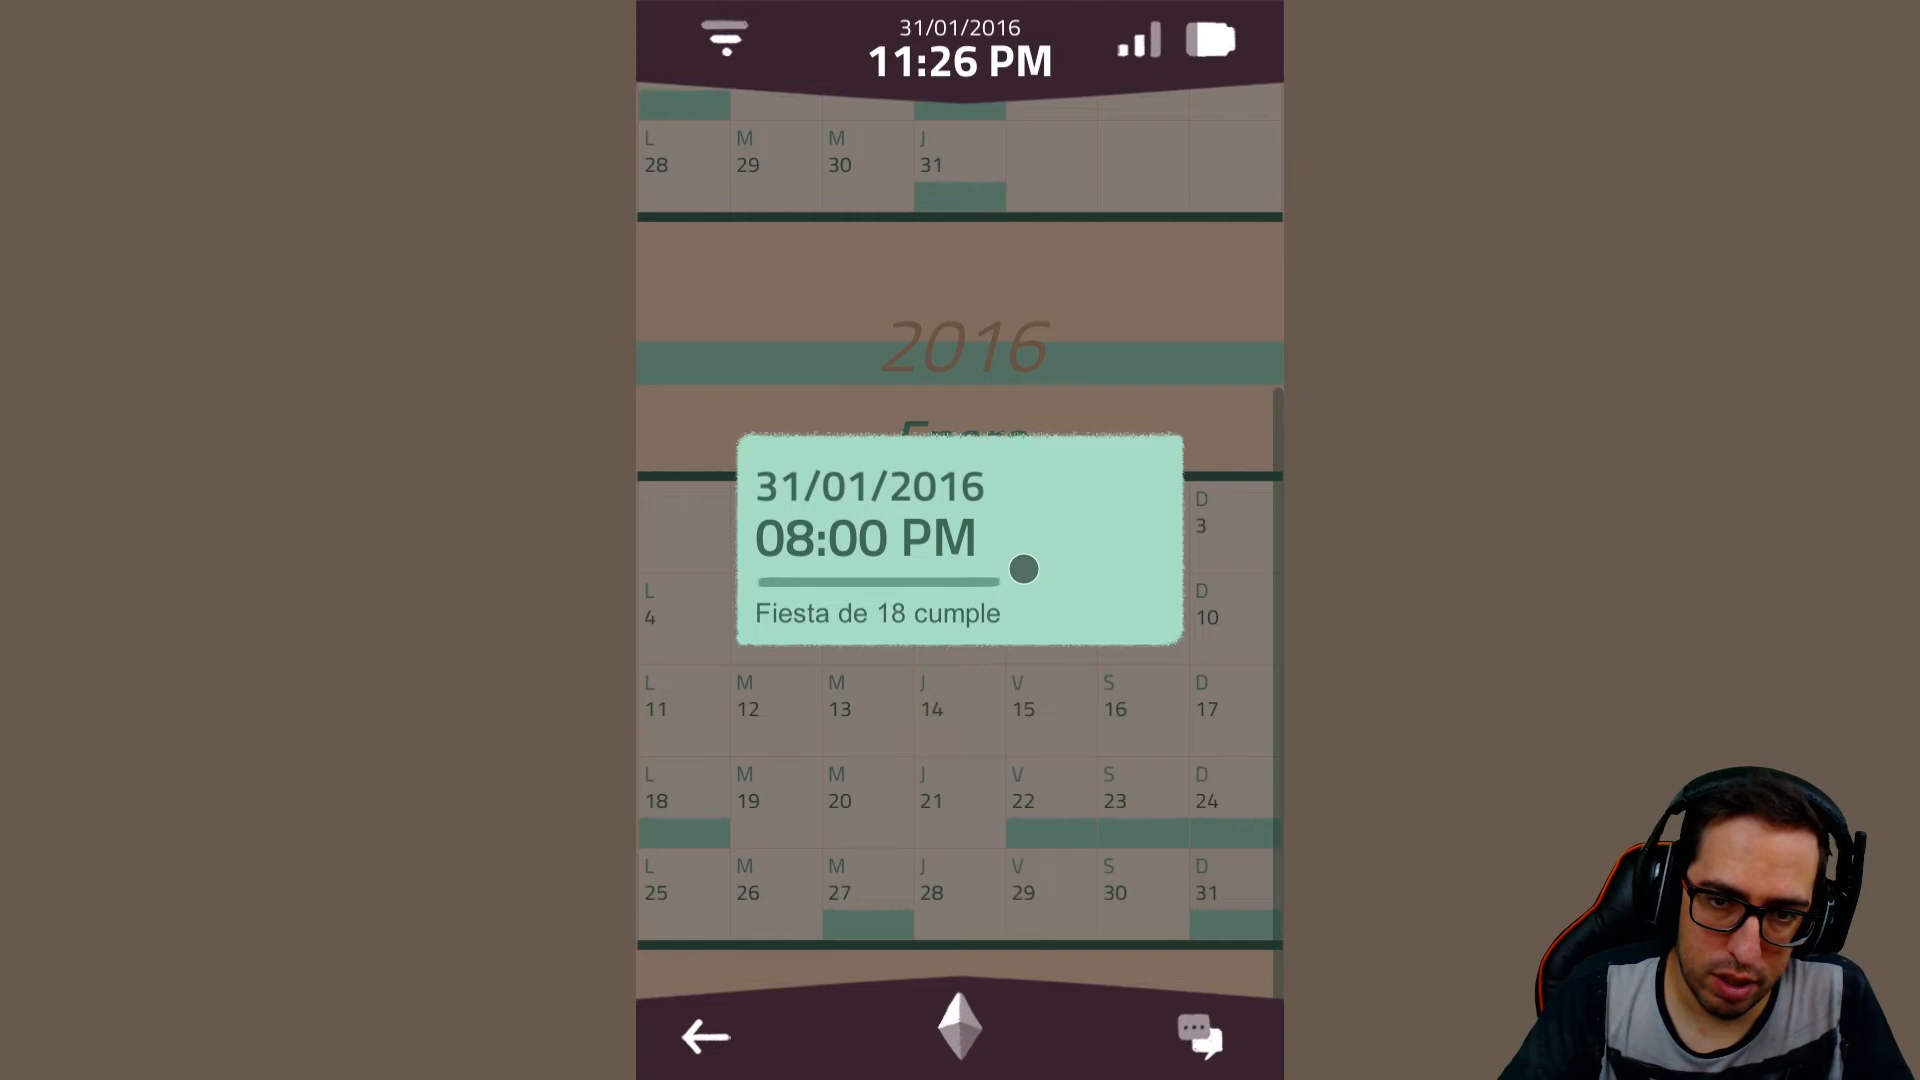 31/01/2016
11:26 PM
L M M J
28 29 30 31
2016
Enero
31/01/2016
08:00 PM
Fiesta de 18 cumple
D
3
L D
4 10
L M M J V S D
11 12 13 14 15 16 17
L M M J V S D
18 19 20 21 22 23 24
L M M J V S D
25 26 27 28 29 30 31